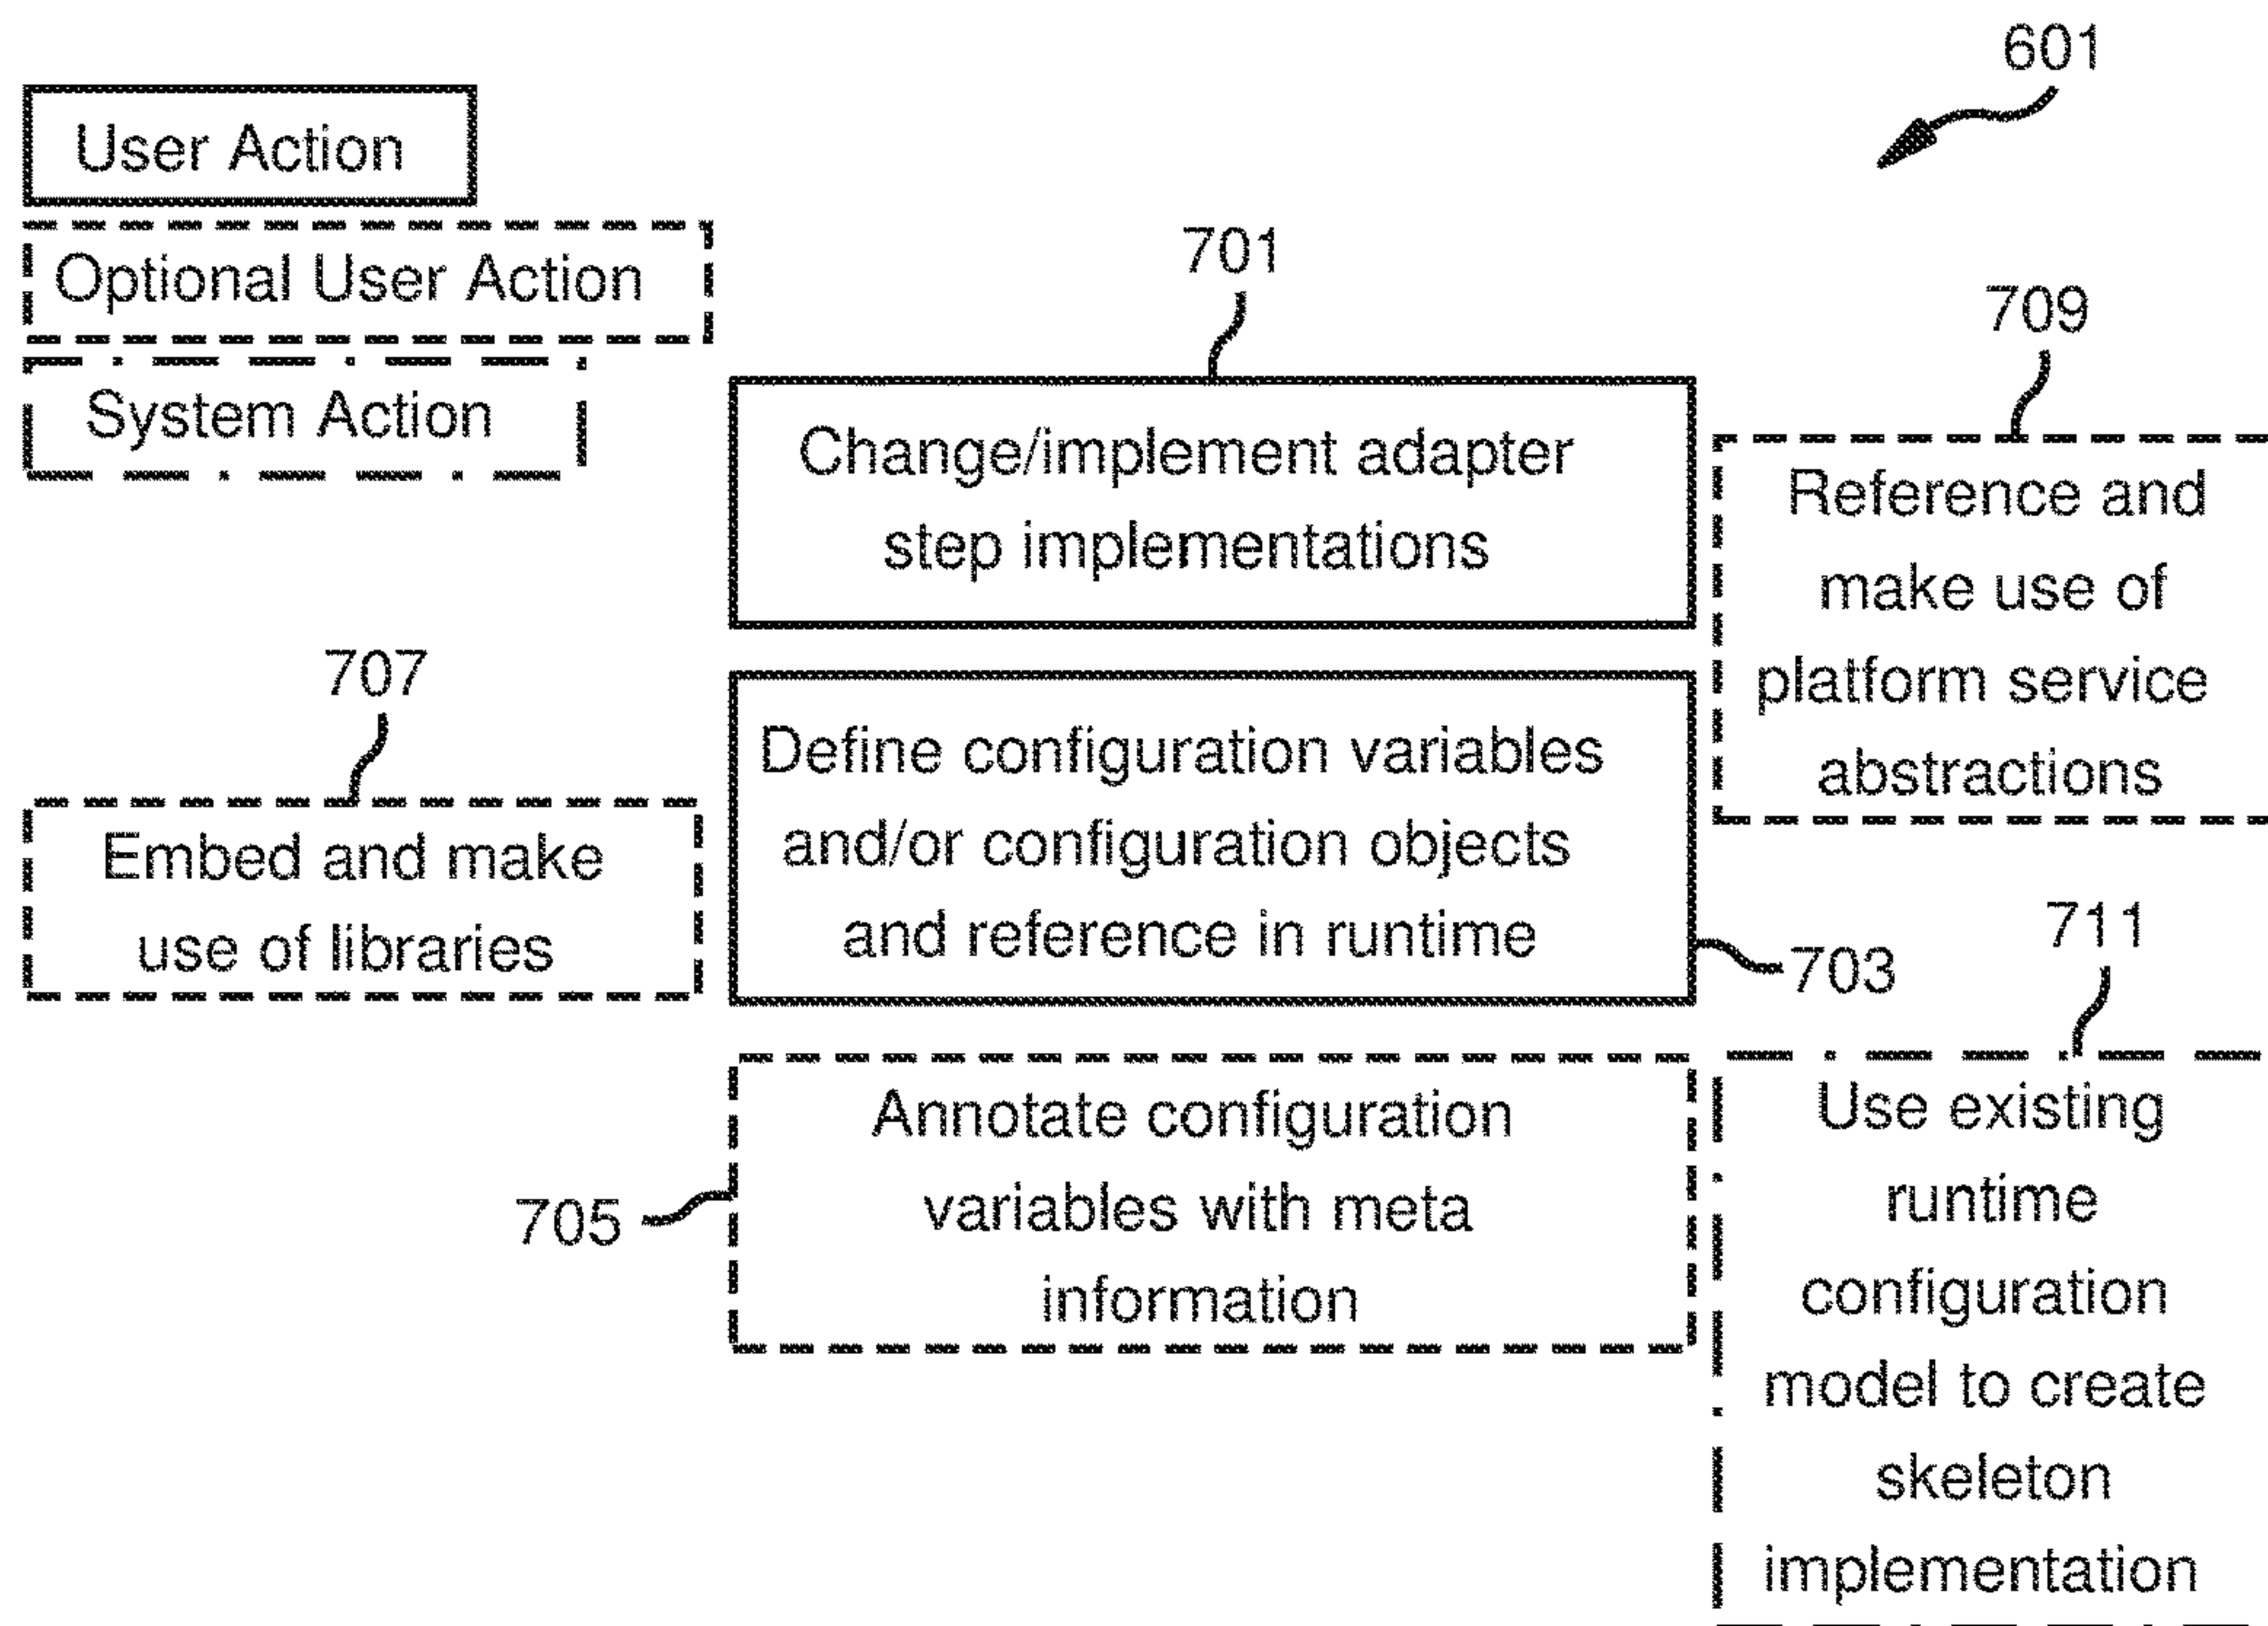 601
User Action
Optional User Action
System Action
701
Change/implement adapter
step implementations
709
Reference and
make use of
platform service
abstractions
707
Embed and make
use of libraries
Define configuration variables
and/or configuration objects
and reference in runtime
703
705
Annotate configuration
variables with meta
information
711
Use existing
runtime
configuration
model to create
skeleton
implementation